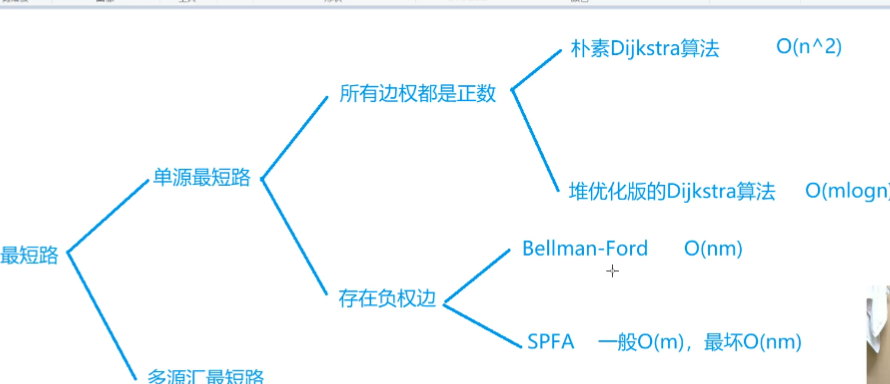 朴素Dijkstra算法 O(n^2)
所有边权都是正数
单源最短路
堆优化版的Dijkstra算法 O(mlogn)
最短路
Bellman-Ford O(nm)
存在负权边
SPFA 一般O(m)，最坏O(nm)
多源汇最短路